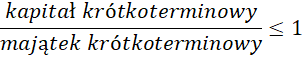 kapitał krótkoterminowy
majątek krótkoterminowy
≤ 1